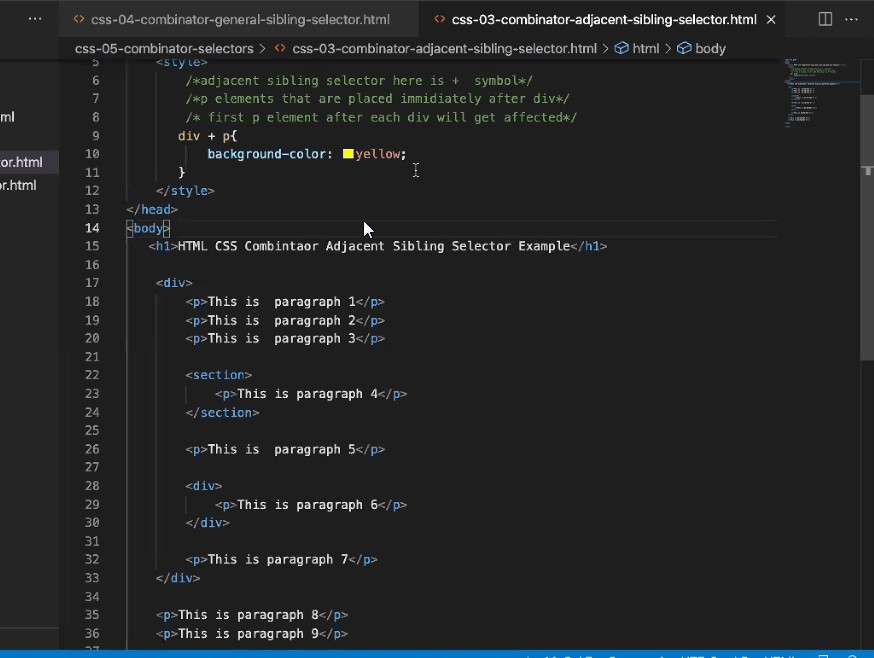 css-04-combinator-general-sibling-selector.html
css-03-combinator-adjacent-sibling-selector.html
css-05-combinator-selectors > css-03-combinator-adjacent-sibling-selector.html > html > body
ml
or.html
or.html
5 <style>
6 /*adjacent sibling selector here is + symbol*/
7 /*p elements that are placed immidiately after div*/
8 /* first p element after each div will get affected*/
9 div + p{
10 background-color: yellow;
11 }
12 </style>
13 </head>
14 <body>
15 <h1>HTML CSS Combintaor Adjacent Sibling Selector Example</h1>
16
17 <div>
18 <p>This is  paragraph 1</p>
19 <p>This is  paragraph 2</p>
20 <p>This is  paragraph 3</p>
21
22 <section>
23 <p>This is paragraph 4</p>
24 </section>
25
26 <p>This is  paragraph 5</p>
27
28 <div>
29 <p>This is paragraph 6</p>
30 </div>
31
32 <p>This is paragraph 7</p>
33 </div>
34
35 <p>This is paragraph 8</p>
36 <p>This is paragraph 9</p>